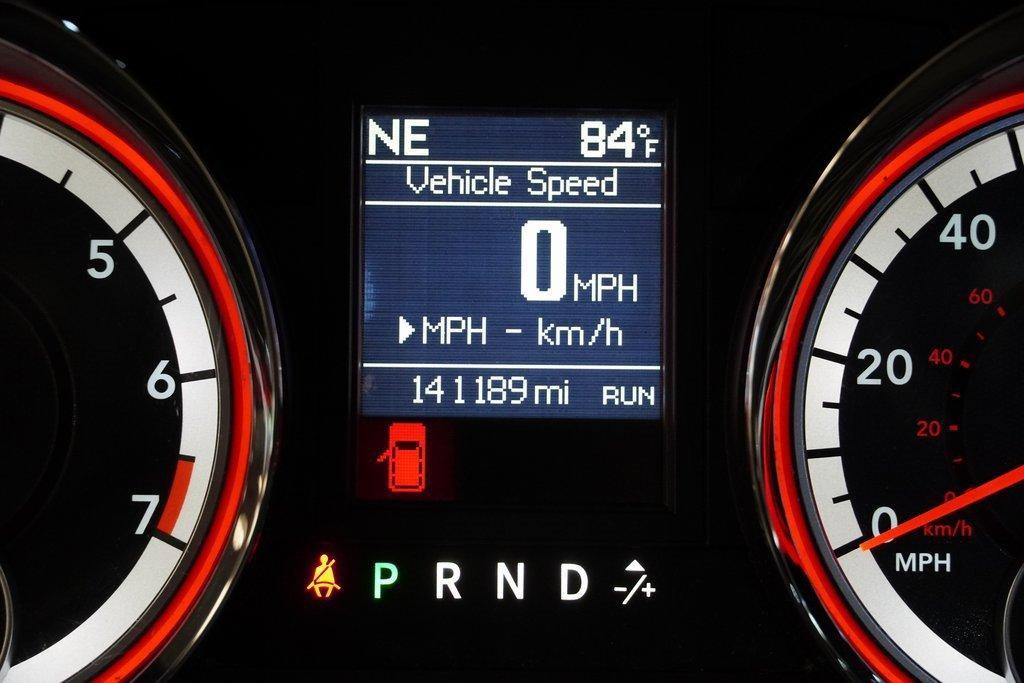 5
6
7
NE 84°F
Vehicle Speed
0 MPH
▶MPH - km/h
141189 mi RUN
P R N D -/+
40
20
0
MPH
60
40
20
0
km/h